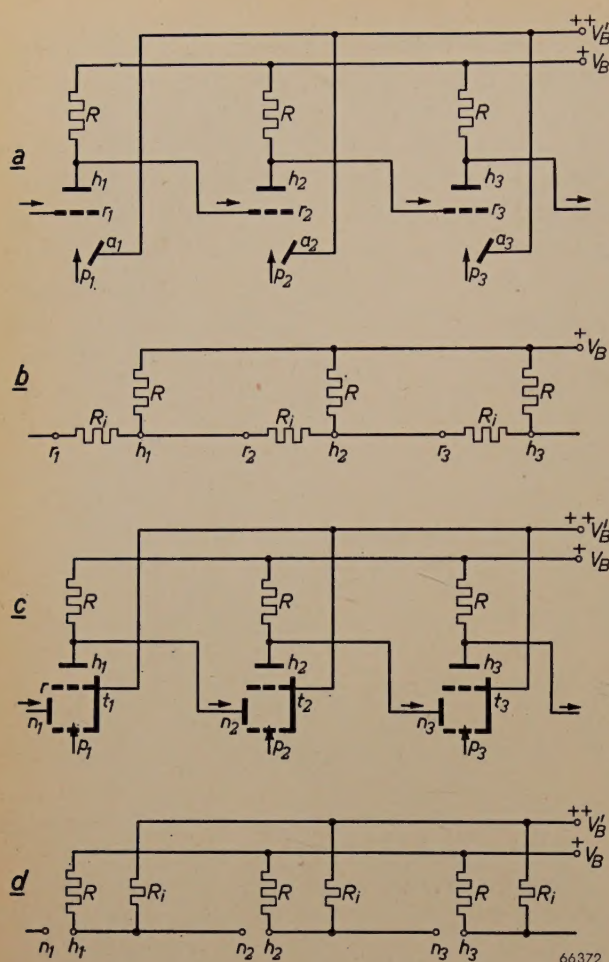 ++ V'B
+ VB
R R R
a
h1 h2 h3
r1 r2 r3
a1 a2 a3
p1 p2 p3
+ VB
b
R R R
Ri Ri Ri
r1 h1 r2 h2 r3 h3
++ V'B
+ VB
c
R R R
h1 h2 h3
r t1 t2 t3
n1 n2 n3
p1 p2 p3
++ V'B
+ VB
d
R Ri R Ri R Ri
n1 h1 n2 h2 n3 h3
66372